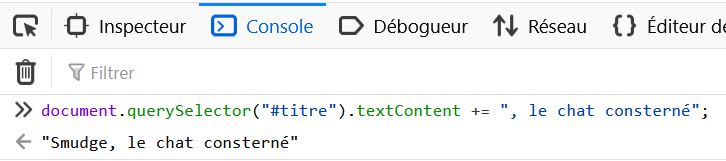 Inspecteur Console Débogueur Réseau Éditeur de
Filtrer
document.querySelector("#titre").textContent += ", le chat consterné";
"Smudge, le chat consterné"